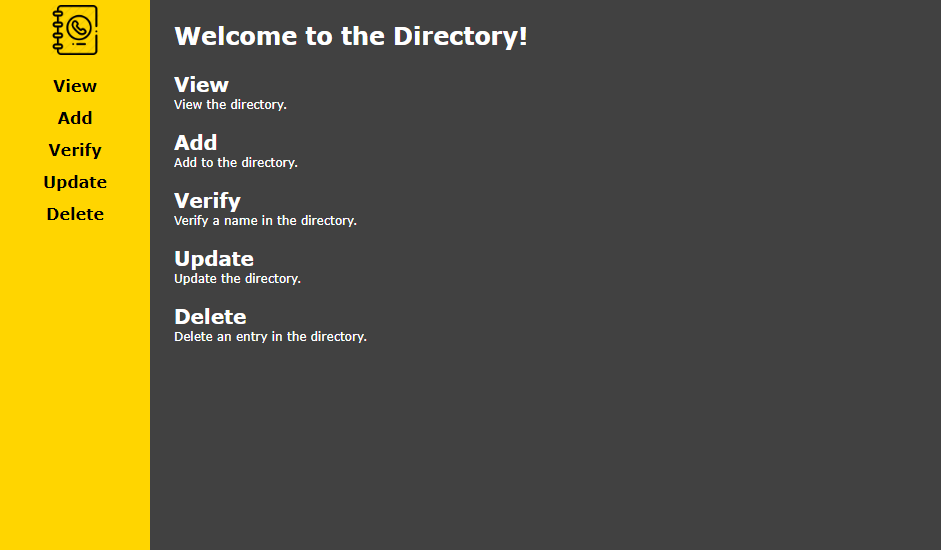 View
Add
Verify
Update
Delete
Welcome to the Directory!
View
View the directory.
Add
Add to the directory.
Verify
Verify a name in the directory.
Update
Update the directory.
Delete
Delete an entry in the directory.